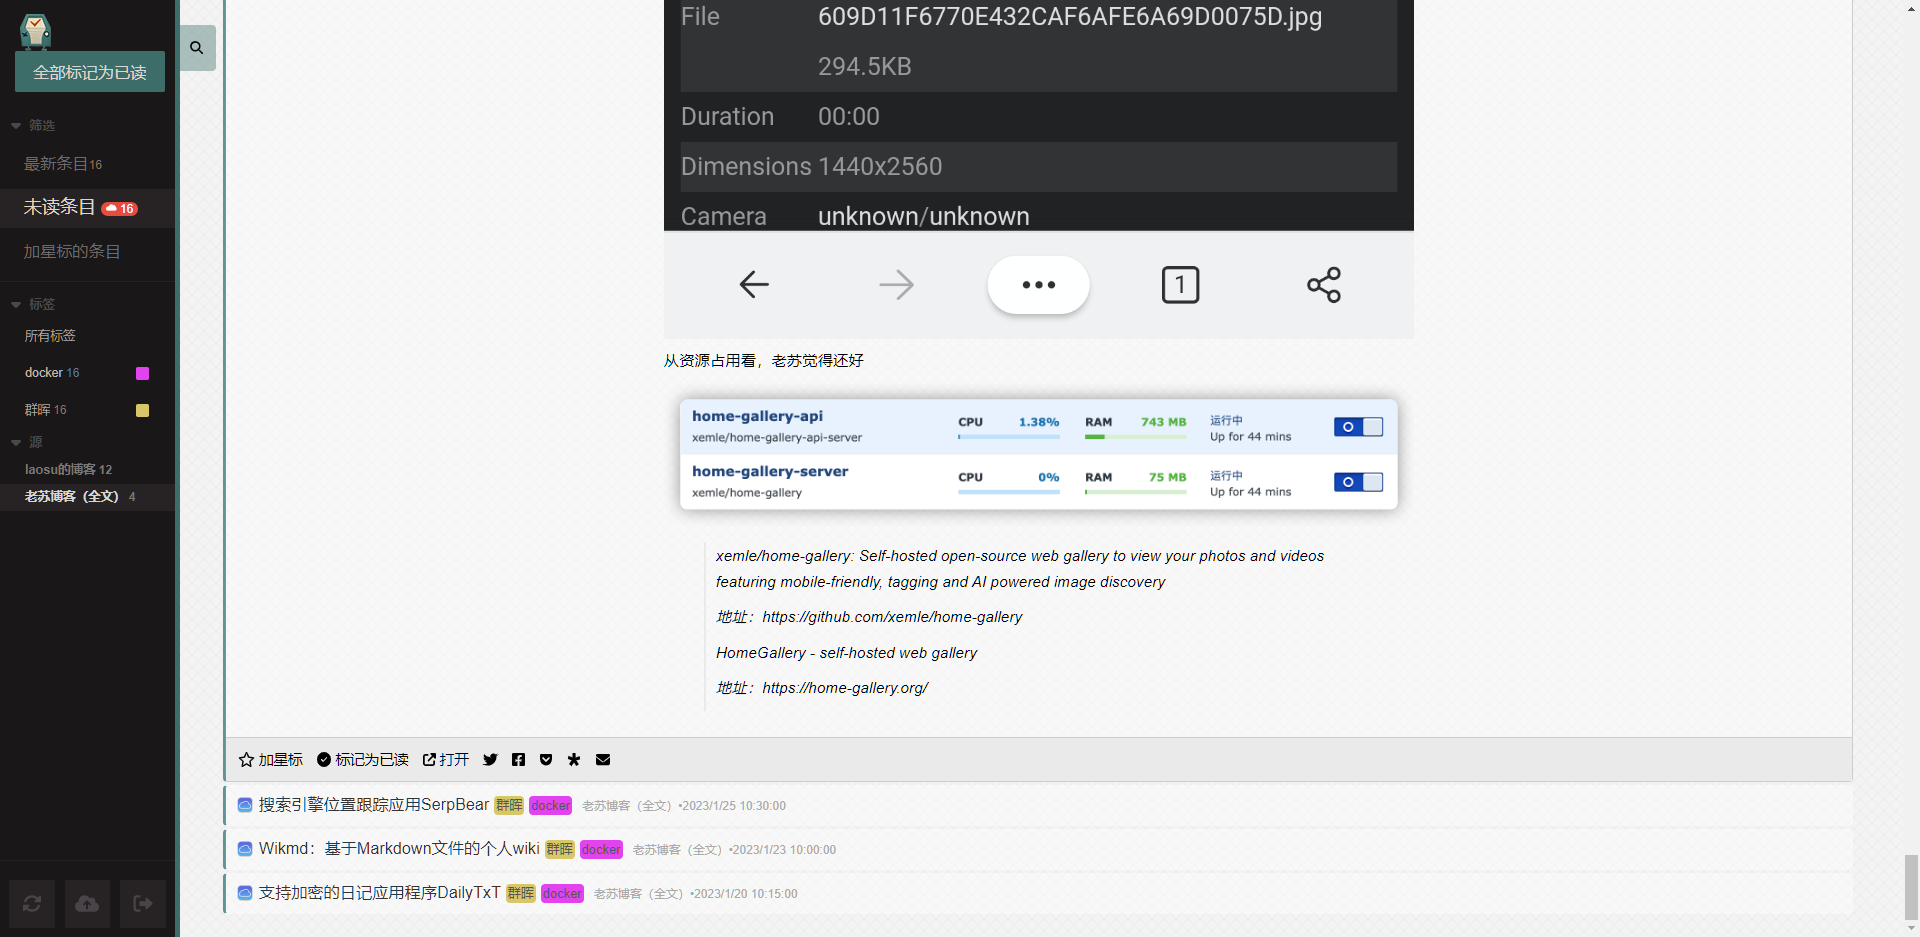 全部标记为已读
筛选
最新条目16
未读条目 16
加星标的条目
标签
所有标签
docker 16
群晖 16
源
laosu的博客 12
老苏博客（全文） 4
File 609D11F6770E432CAF6AFE6A69D0075D.jpg
294.5KB
Duration 00:00
Dimensions 1440x2560
Camera unknown/unknown
1
从资源占用看，老苏觉得还好
home-gallery-api CPU 1.38% RAM 743 MB 运行中
xemle/home-gallery-api-server Up for 44 mins
home-gallery-server CPU 0% RAM 75 MB 运行中
xemle/home-gallery Up for 44 mins
xemle/home-gallery: Self-hosted open-source web gallery to view your photos and videos
featuring mobile-friendly, tagging and AI powered image discovery
地址：https://github.com/xemle/home-gallery
HomeGallery - self-hosted web gallery
地址：https://home-gallery.org/
加星标 标记为已读 打开
搜索引擎位置跟踪应用SerpBear 群晖 docker 老苏博客（全文）•2023/1/25 10:30:00
Wikmd：基于Markdown文件的个人wiki 群晖 docker 老苏博客（全文）•2023/1/23 10:00:00
支持加密的日记应用程序DailyTxT 群晖 docker 老苏博客（全文）•2023/1/20 10:15:00